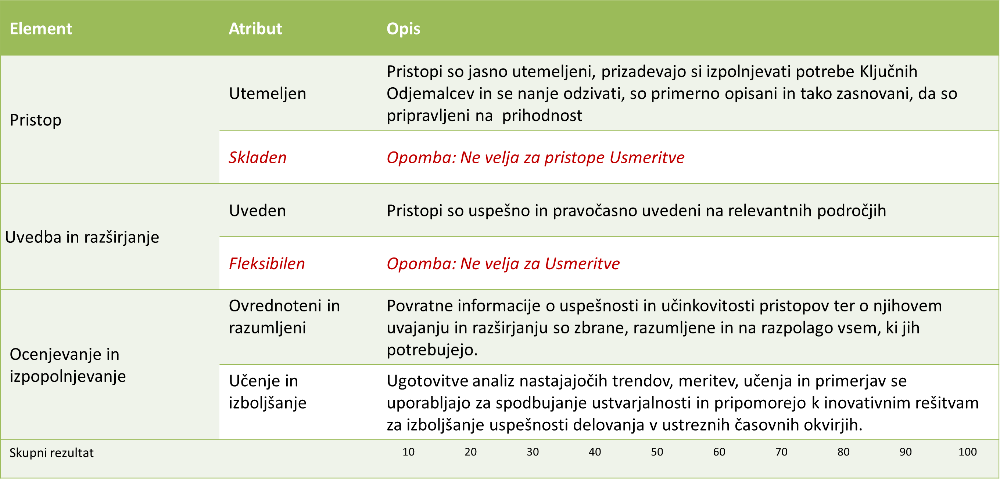 Element Atribut Opis
Pristop
Utemeljen
Pristopi so jasno utemeljeni, prizadevajo si izpolnjevati potrebe Ključnih
Odjemalcev in se nanje odzivati, so primerno opisani in tako zasnovani, da so
pripravljeni na prihodnost
Skladen
Opomba: Ne velja za pristope Usmeritve
Uvedba in razširjanje
Uveden
Pristopi so uspešno in pravočasno uvedeni na relevantnih področjih
Fleksibilen
Opomba: Ne velja za Usmeritve
Ocenjevanje in
izpopolnjevanje
Ovrednoteni in
razumljeni
Povratne informacije o uspešnosti in učinkovitosti pristopov ter o njihovem
uvajanju in razširjanju so zbrane, razumljene in na razpolago vsem, ki jih
potrebujejo.
Učenje in
izboljšanje
Ugotovitve analiz nastajajočih trendov, meritev, učenja in primerjav se
uporabljajo za spodbujanje ustvarjalnosti in pripomorejo k inovativnim rešitvam
za izboljšanje uspešnosti delovanja v ustreznih časovnih okvirjih.
Skupni rezultat 10 20 30 40 50 60 70 80 90 100